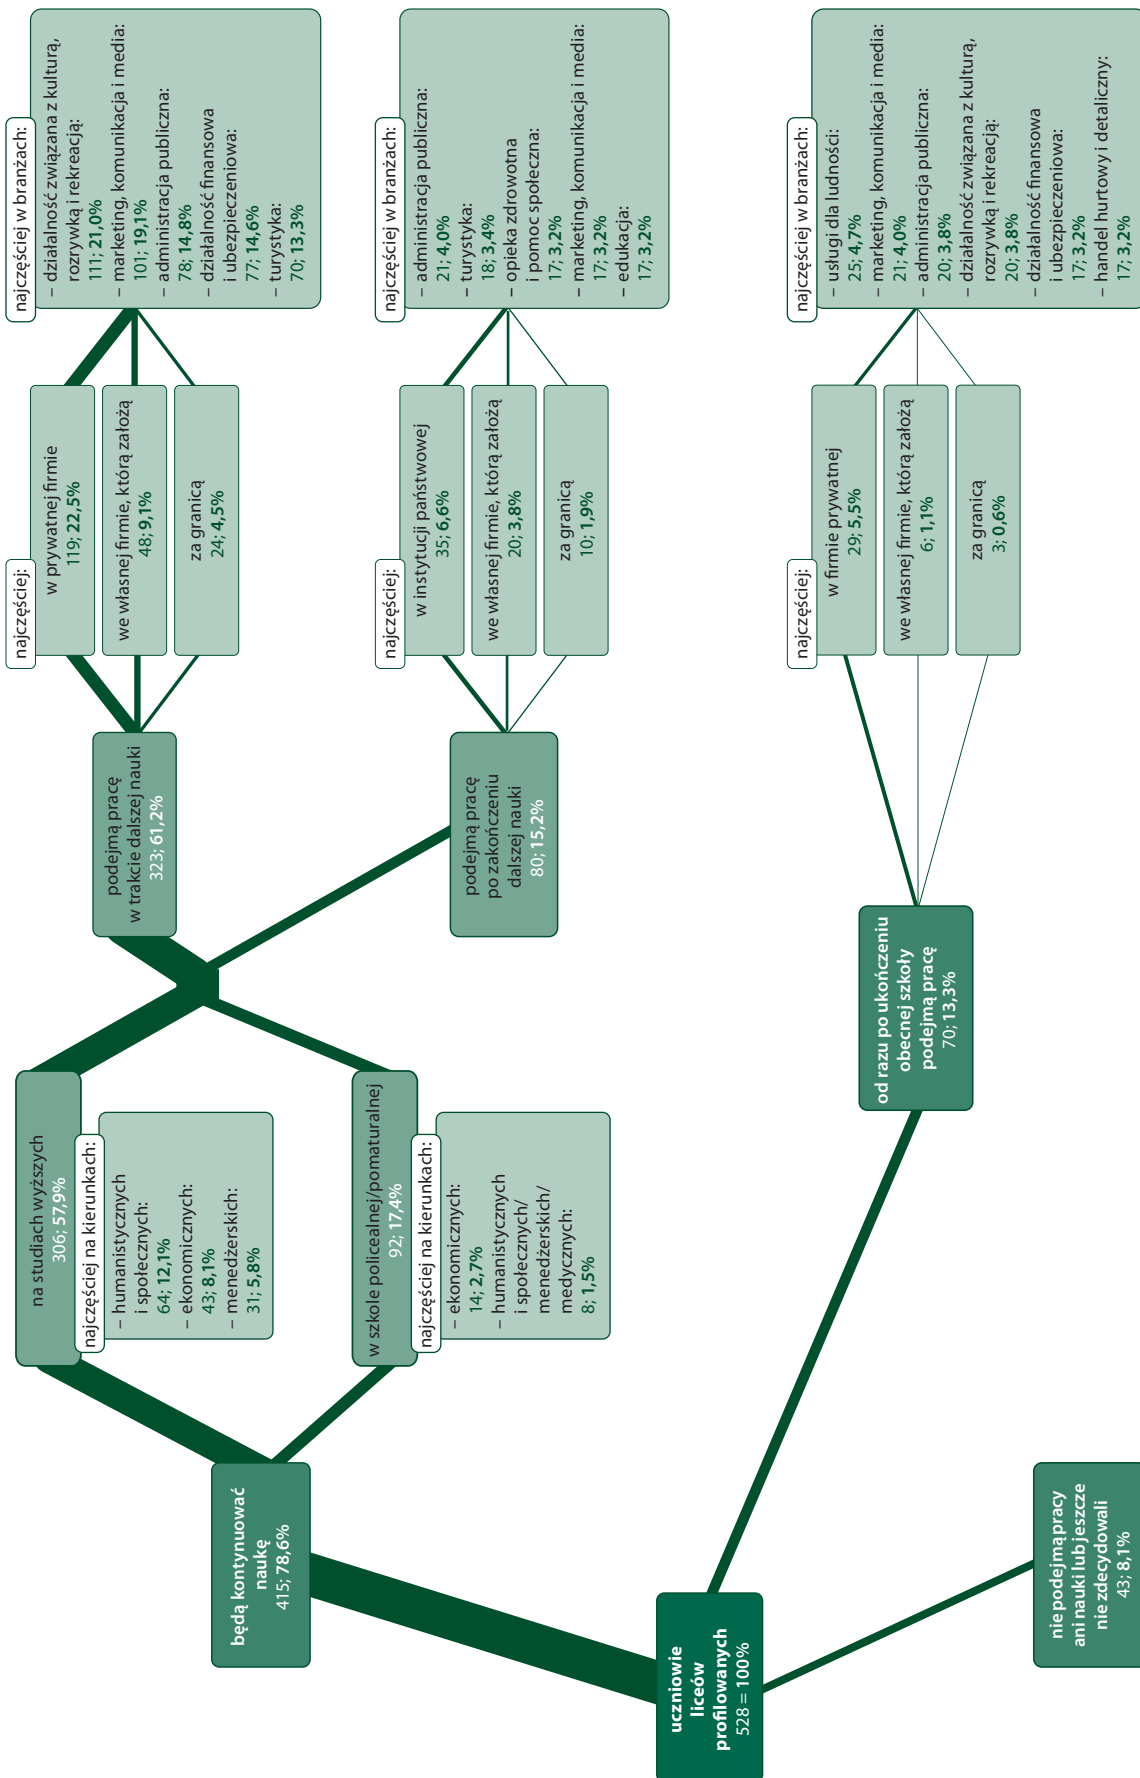 uczniowie
liceów
profilowanych
528 = 100%
będą kontynuować
naukę
415; 78,6%
na studiach wyższych
306; 57,9%
najczęściej na kierunkach:
– humanistycznych
i społecznych:
64; 12,1%
– ekonomicznych:
43; 8,1%
– menedżerskich:
31; 5,8%
w szkole policealnej/pomaturalnej
92; 17,4%
najczęściej na kierunkach:
– ekonomicznych:
14; 2,7%
– humanistycznych
i społecznych/
menedżerskich/
medycznych:
8; 1,5%
podejmą pracę
w trakcie dalszej nauki
323; 61,2%
najczęściej:
w prywatnej firmie
119; 22,5%
we własnej firmie, którą założą
48; 9,1%
za granicą
24; 4,5%
najczęściej w branżach:
– działalność związana z kulturą,
rozrywką i rekreacją:
111; 21,0%
– marketing, komunikacja i media:
101; 19,1%
– administracja publiczna:
78; 14,8%
– działalność finansowa
i ubezpieczeniowa:
77; 14,6%
– turystyka:
70; 13,3%
podejmą pracę
po zakończeniu
dalszej nauki
80; 15,2%
najczęściej:
w instytucji państwowej
35; 6,6%
we własnej firmie, którą założą
20; 3,8%
za granicą
10; 1,9%
najczęściej w branżach:
– administracja publiczna:
21; 4,0%
– turystyka:
18; 3,4%
– opieka zdrowotna
i pomoc społeczna:
17; 3,2%
– marketing, komunikacja i media:
17; 3,2%
– edukacja:
17; 3,2%
od razu po ukończeniu
obecnej szkoły
podejmą pracę
70; 13,3%
najczęściej:
w firmie prywatnej
29; 5,5%
we własnej firmie, którą założą
6; 1,1%
za granicą
3; 0,6%
najczęściej w branżach:
– usługi dla ludności:
25; 4,7%
– marketing, komunikacja i media:
21; 4,0%
– administracja publiczna:
20; 3,8%
– działalność związana z kulturą,
rozrywką i rekreacją:
20; 3,8%
– działalność finansowa
i ubezpieczeniowa:
17; 3,2%
– handel hurtowy i detaliczny:
17; 3,2%
nie podejmą pracy
ani nauki lub jeszcze
nie zdecydowali
43; 8,1%